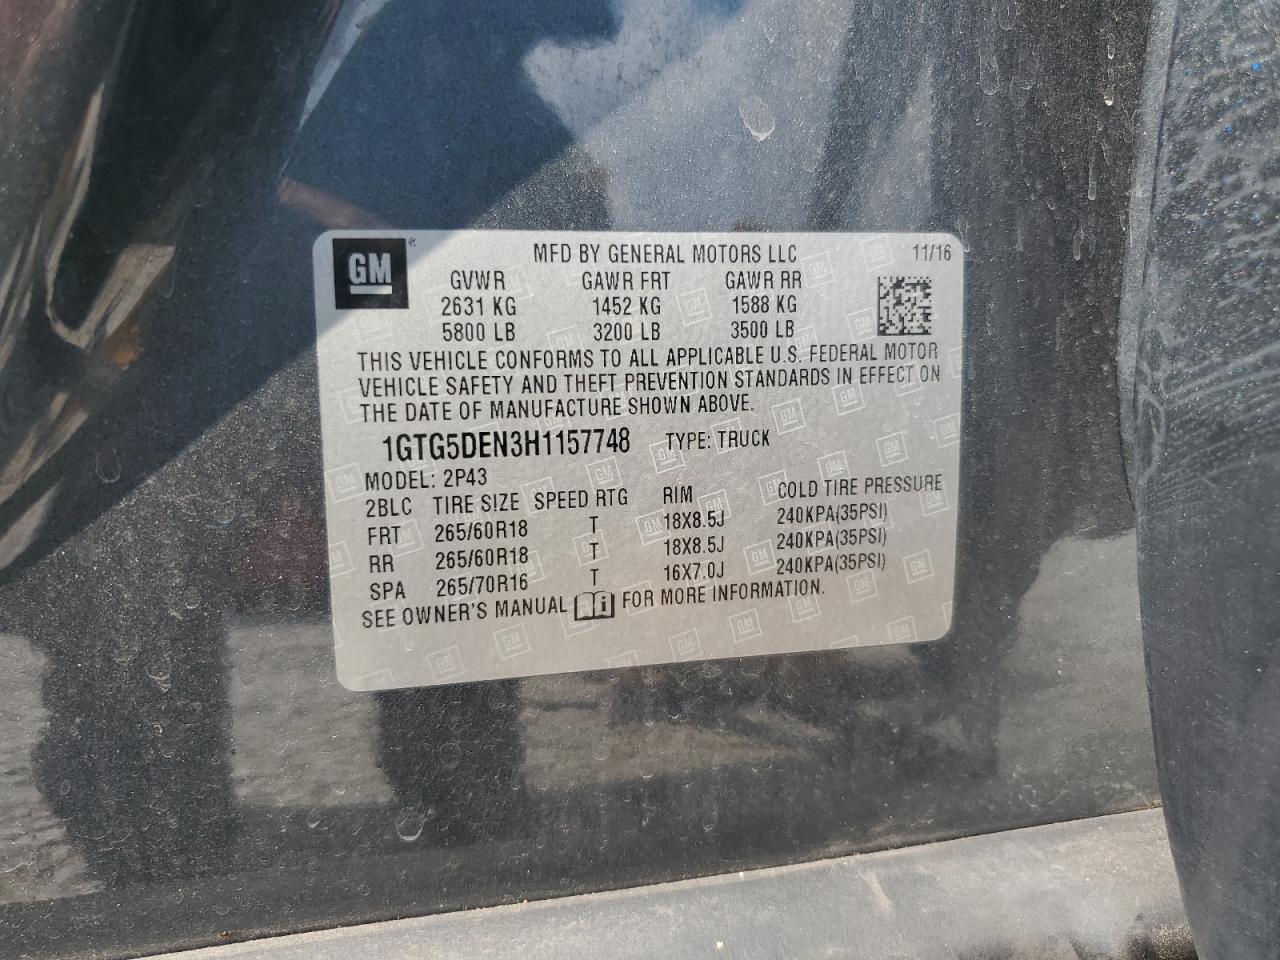 GM ® MFD BY GENERAL MOTORS LLC 11/16
GVWR GAWR FRT GAWR RR
2631 KG 1452 KG 1588 KG
5800 LB 3200 LB 3500 LB
THIS VEHICLE CONFORMS TO ALL APPLICABLE U.S. FEDERAL MOTOR
VEHICLE SAFETY AND THEFT PREVENTION STANDARDS IN EFFECT ON
THE DATE OF MANUFACTURE SHOWN ABOVE.
1GTG5DEN3H1157748 TYPE: TRUCK
MODEL: 2P43
2BLC TIRE SIZE SPEED RTG RIM COLD TIRE PRESSURE
FRT 265/60R18 T 18X8.5J 240KPA(35PSI)
RR 265/60R18 T 18X8.5J 240KPA(35PSI)
SPA 265/70R16 T 16X7.0J 240KPA(35PSI)
SEE OWNER'S MANUAL i FOR MORE INFORMATION.